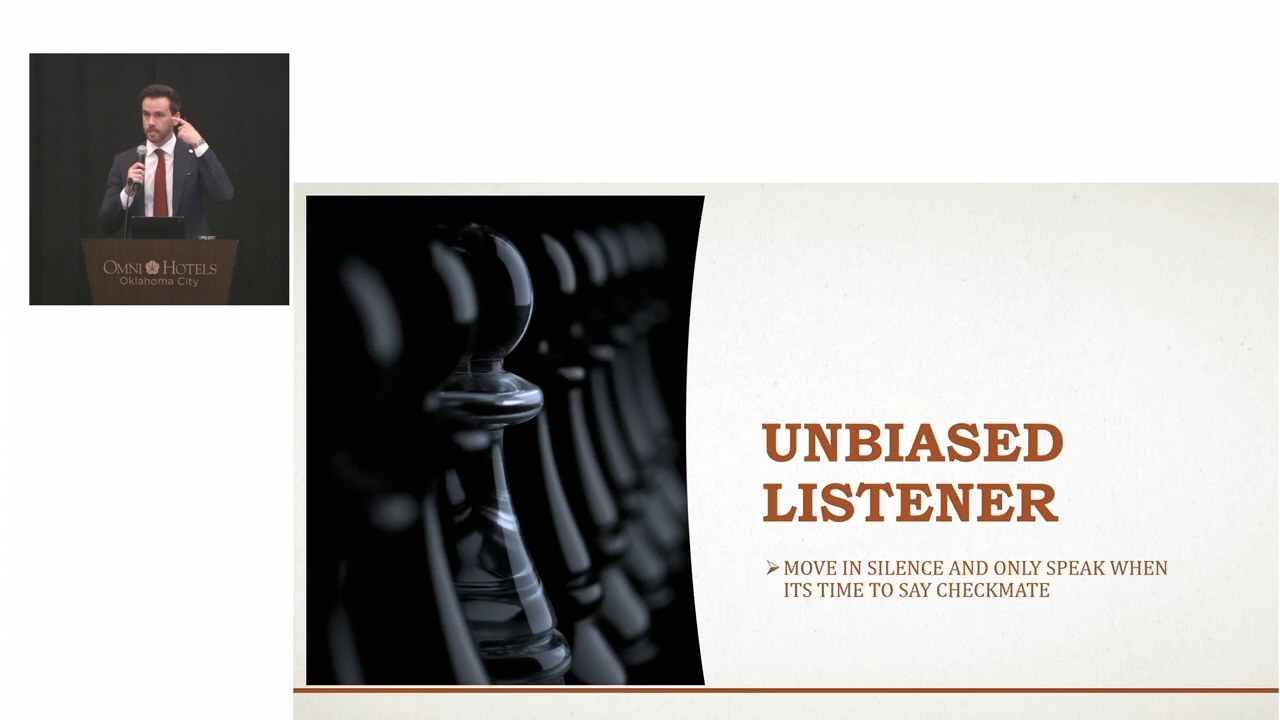 OMNI HOTELS
Oklahoma City
UNBIASED
LISTENER
➢ MOVE IN SILENCE AND ONLY SPEAK WHEN
ITS TIME TO SAY CHECKMATE